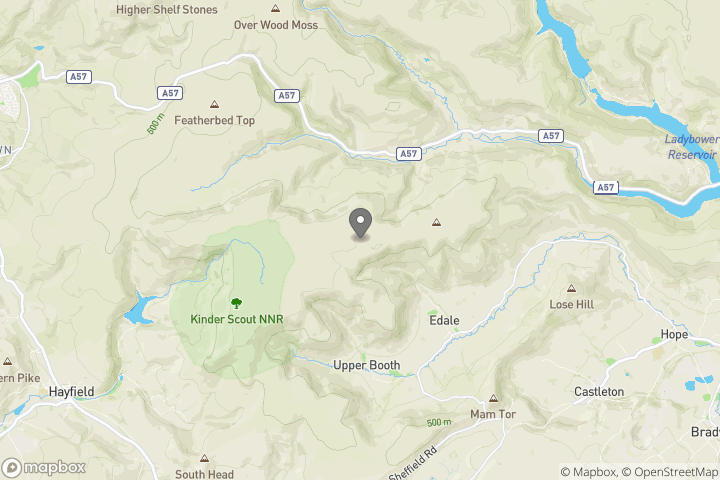 Higher Shelf Stones
Over Wood Moss
A57
A57
A57
500 m
Featherbed Top
A57
A57
Ladybower
Reservoir
WN
A57
Kinder Scout NNR
Lose Hill
Edale
Hope
Upper Booth
ern Pike
Hayfield
Castleton
Mam Tor
500 m
Brady
Sheffield Rd
South Head
mapbox
© Mapbox, © OpenStreetMap